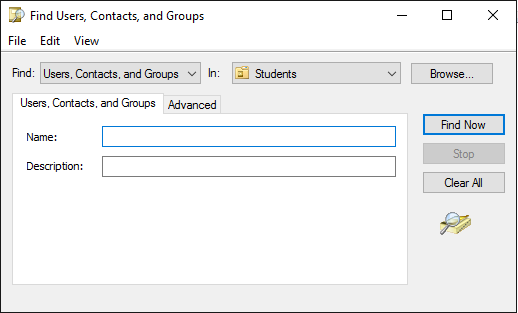 Find Users, Contacts, and Groups
File Edit View
Find: Users, Contacts, and Groups In: Students Browse...
Users, Contacts, and Groups Advanced
Find Now
Name:
Stop
Description:
Clear All